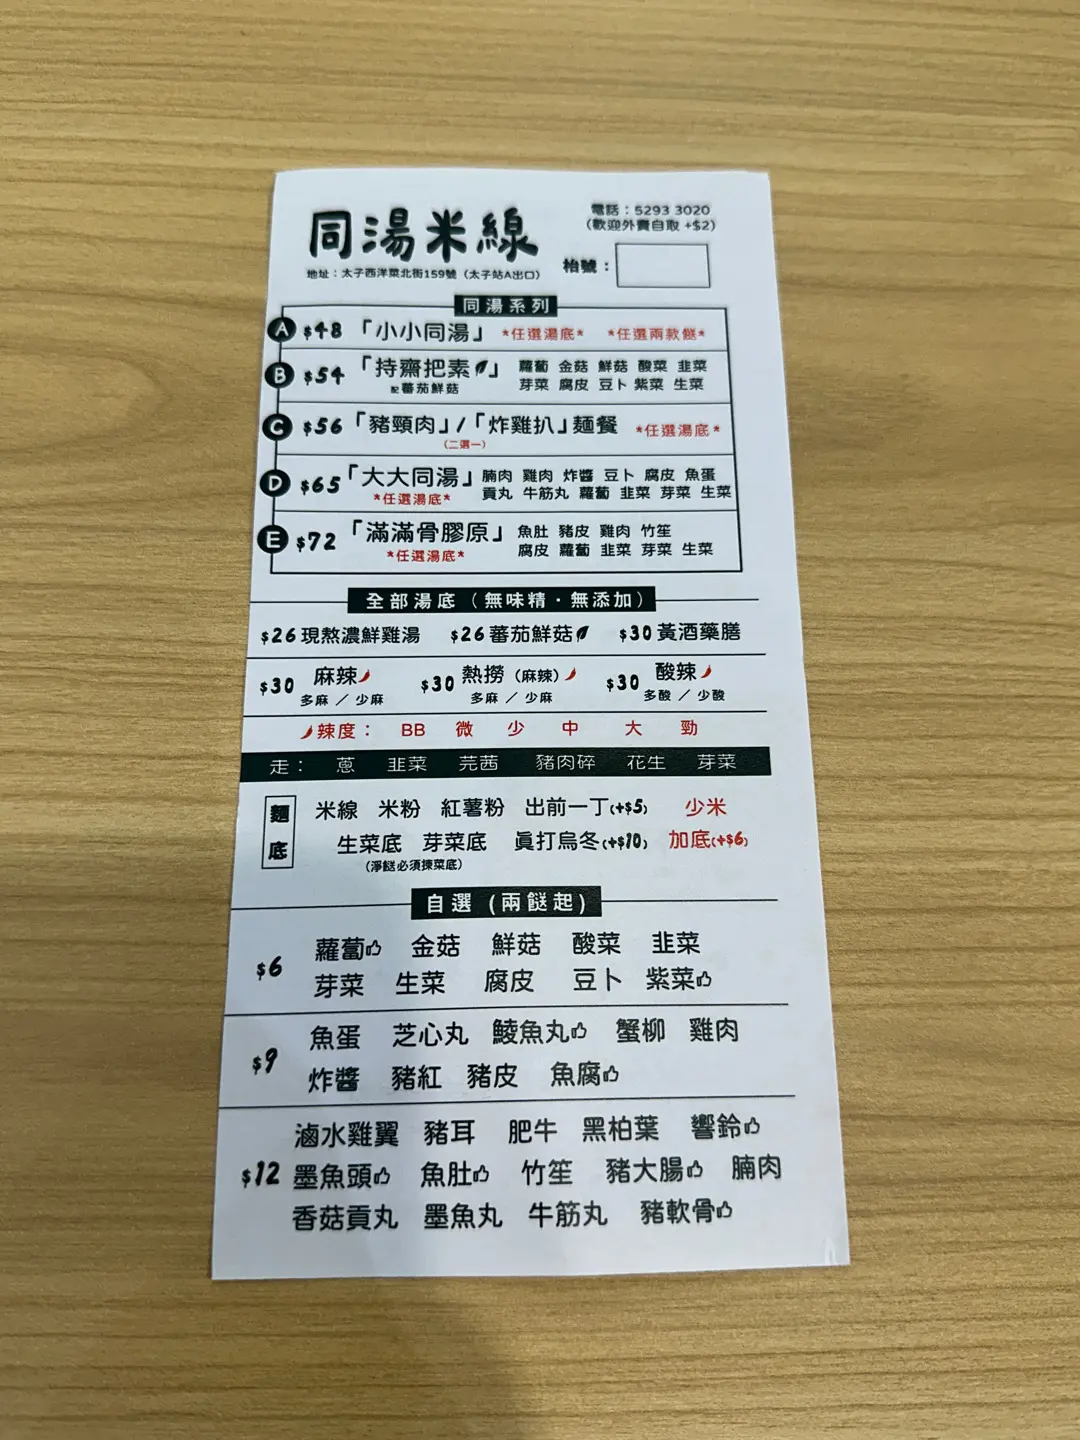 同湯米線
電話：5293 3020
(歡迎外賣自取 +$2)
地址：太子西洋菜北街159號（太子站A出口）
枱號：
同湯系列
A $48 「小小同湯」 *任選湯底* *任選兩款餸*
B $54 「持齋把素」 蘿蔔 金菇 鮮菇 酸菜 韭菜
配番茄鮮菇 芽菜 腐皮 豆卜 紫菜 生菜
C $56 「豬頸肉」/「炸雞扒」麵餐 *任選湯底*
(二選一)
D $65 「大大同湯」 腩肉 雞肉 炸醬 豆卜 腐皮 魚蛋
*任選湯底* 貢丸 牛筋丸 蘿蔔 韭菜 芽菜 生菜
E $72 「滿滿骨膠原」 魚肚 豬皮 雞肉 竹笙
*任選湯底* 腐皮 蘿蔔 韭菜 芽菜 生菜
全部湯底（無味精・無添加）
$26 現熬濃鮮雞湯 $26 蕃茄鮮菇 $30 黃酒藥膳
$30 麻辣 $30 熱撈（麻辣） $30 酸辣
多麻 / 少麻 多麻 / 少麻 多酸 / 少酸
辣度： BB 微 少 中 大 勁
走： 蔥 韭菜 芫茜 豬肉碎 花生 芽菜
麵底
米線 米粉 紅薯粉 出前一丁(+$5) 少米
生菜底 芽菜底 真打烏冬(+$10) 加底(+$6)
(淨餸必須揀菜底)
自選 (兩餸起)
$6 蘿蔔 金菇 鮮菇 酸菜 韭菜
芽菜 生菜 腐皮 豆卜 紫菜
$9 魚蛋 芝心丸 鯪魚丸 蟹柳 雞肉
炸醬 豬紅 豬皮 魚腐
$12 滷水雞翼 豬耳 肥牛 黑柏葉 響鈴
墨魚頭 魚肚 竹笙 豬大腸 腩肉
香菇貢丸 墨魚丸 牛筋丸 豬軟骨